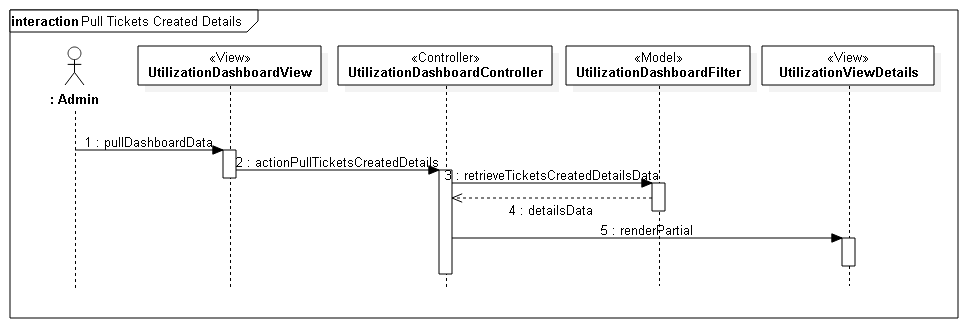 interaction Pull Tickets Created Details
«View»
UtilizationDashboardView
«Controller»
UtilizationDashboardController
«Model»
UtilizationDashboardFilter
«View»
UtilizationViewDetails
: Admin
1 : pullDashboardData
2 : actionPullTicketsCreatedDetails
3 : retrieveTicketsCreatedDetailsData
4 : detailsData
5 : renderPartial